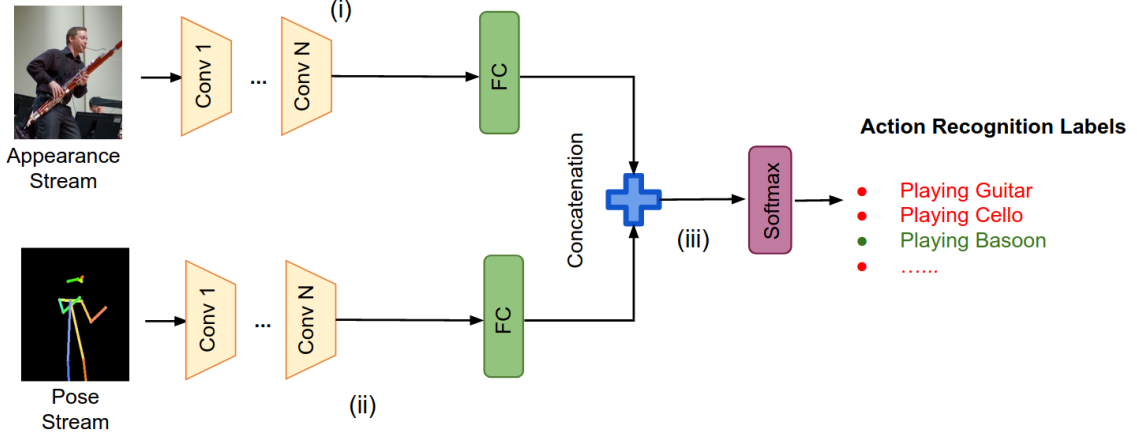 (i)
Conv 1
...
Conv N
FC
Appearance
Stream
Concatenation
(iii)
Softmax
Action Recognition Labels
Playing Guitar
Playing Cello
Playing Basoon
…...
Conv 1
...
Conv N
FC
Pose
Stream
(ii)